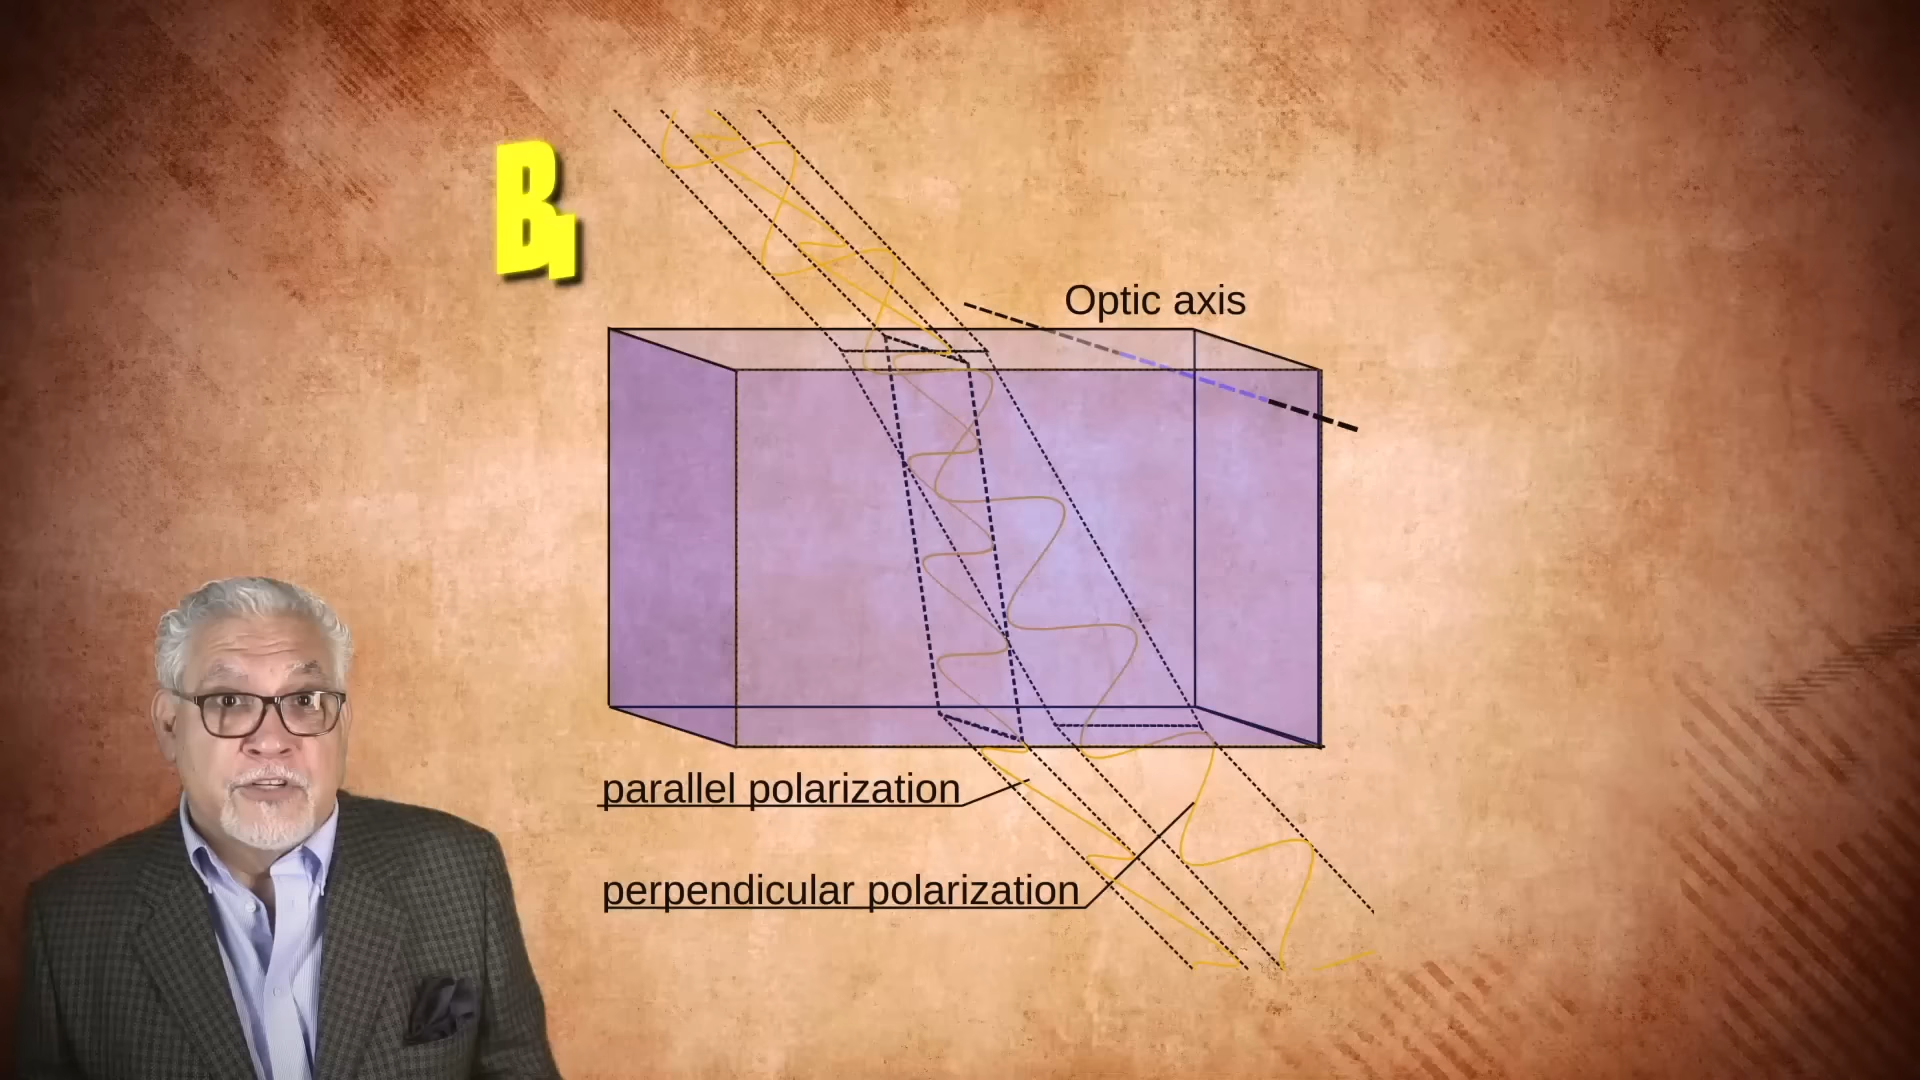 B
Optic axis
parallel polarization
perpendicular polarization